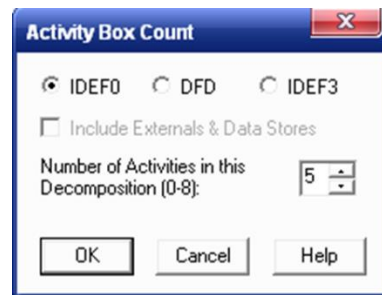 Activity Box Count
IDEF0 DFD IDEF3
Include Externals & Data Stores
Number of Activities in this
Decomposition (0-8): 5
OK Cancel Help